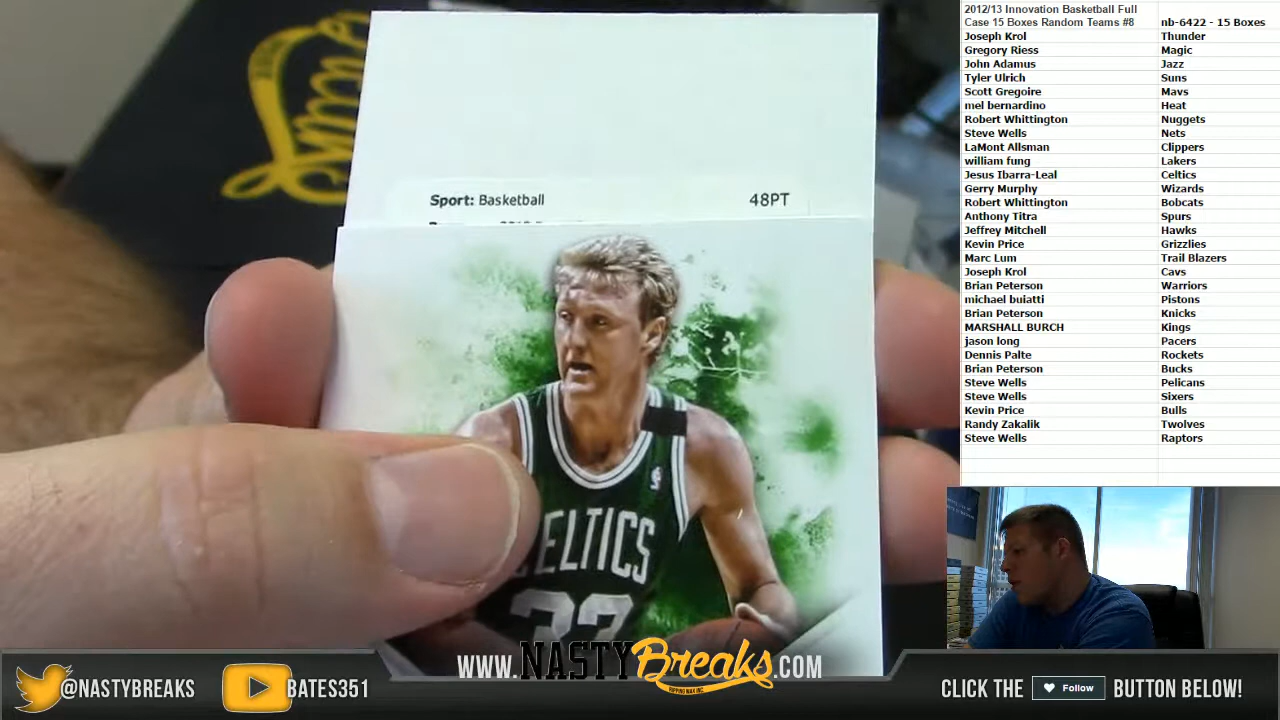 2012/13 Innovation Basketball Full
Case 15 Boxes Random Teams #8 nb-6422 - 15 Boxes
Joseph Krol Thunder
Gregory Riess Magic
John Adamus Jazz
Tyler Ulrich Suns
Scott Gregoire Mavs
mel bernardino Heat
Robert Whittington Nuggets
Steve Wells Nets
LaMont Allsman Clippers
william fung Lakers
Jesus Ibarra-Leal Celtics
Gerry Murphy Wizards
Robert Whittington Bobcats
Anthony Titra Spurs
Jeffrey Mitchell Hawks
Kevin Price Grizzlies
Marc Lum Trail Blazers
Joseph Krol Cavs
Brian Peterson Warriors
michael buiatti Pistons
Brian Peterson Knicks
MARSHALL BURCH Kings
jason long Pacers
Dennis Palte Rockets
Brian Peterson Bucks
Steve Wells Pelicans
Steve Wells Sixers
Kevin Price Bulls
Randy Zakalik Twolves
Steve Wells Raptors
Sport: Basketball 48PT
CELTICS
33
@NASTYBREAKS
BATES351
WWW.NASTYBreaks.COM
RIPPING WAX INC.
CLICK THE Follow BUTTON BELOW!